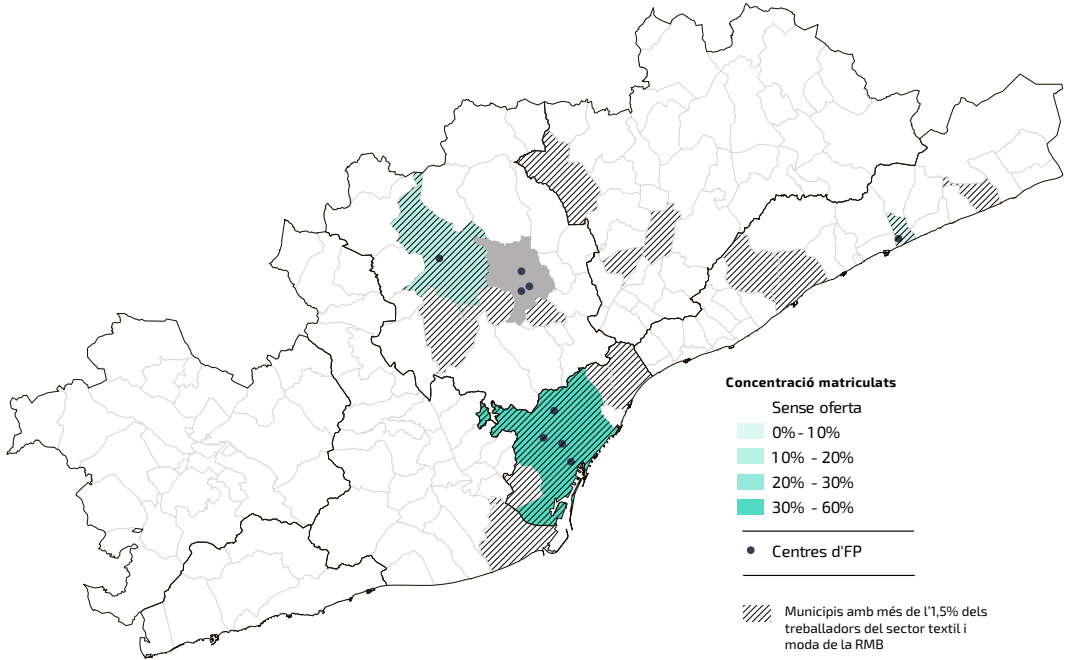 Concentració matriculats
Sense oferta
0% - 10%
10% - 20%
20% - 30%
30% - 60%
Centres d'FP
Municipis amb més de l'1,5% dels
treballadors del sector textil i
moda de la RMB